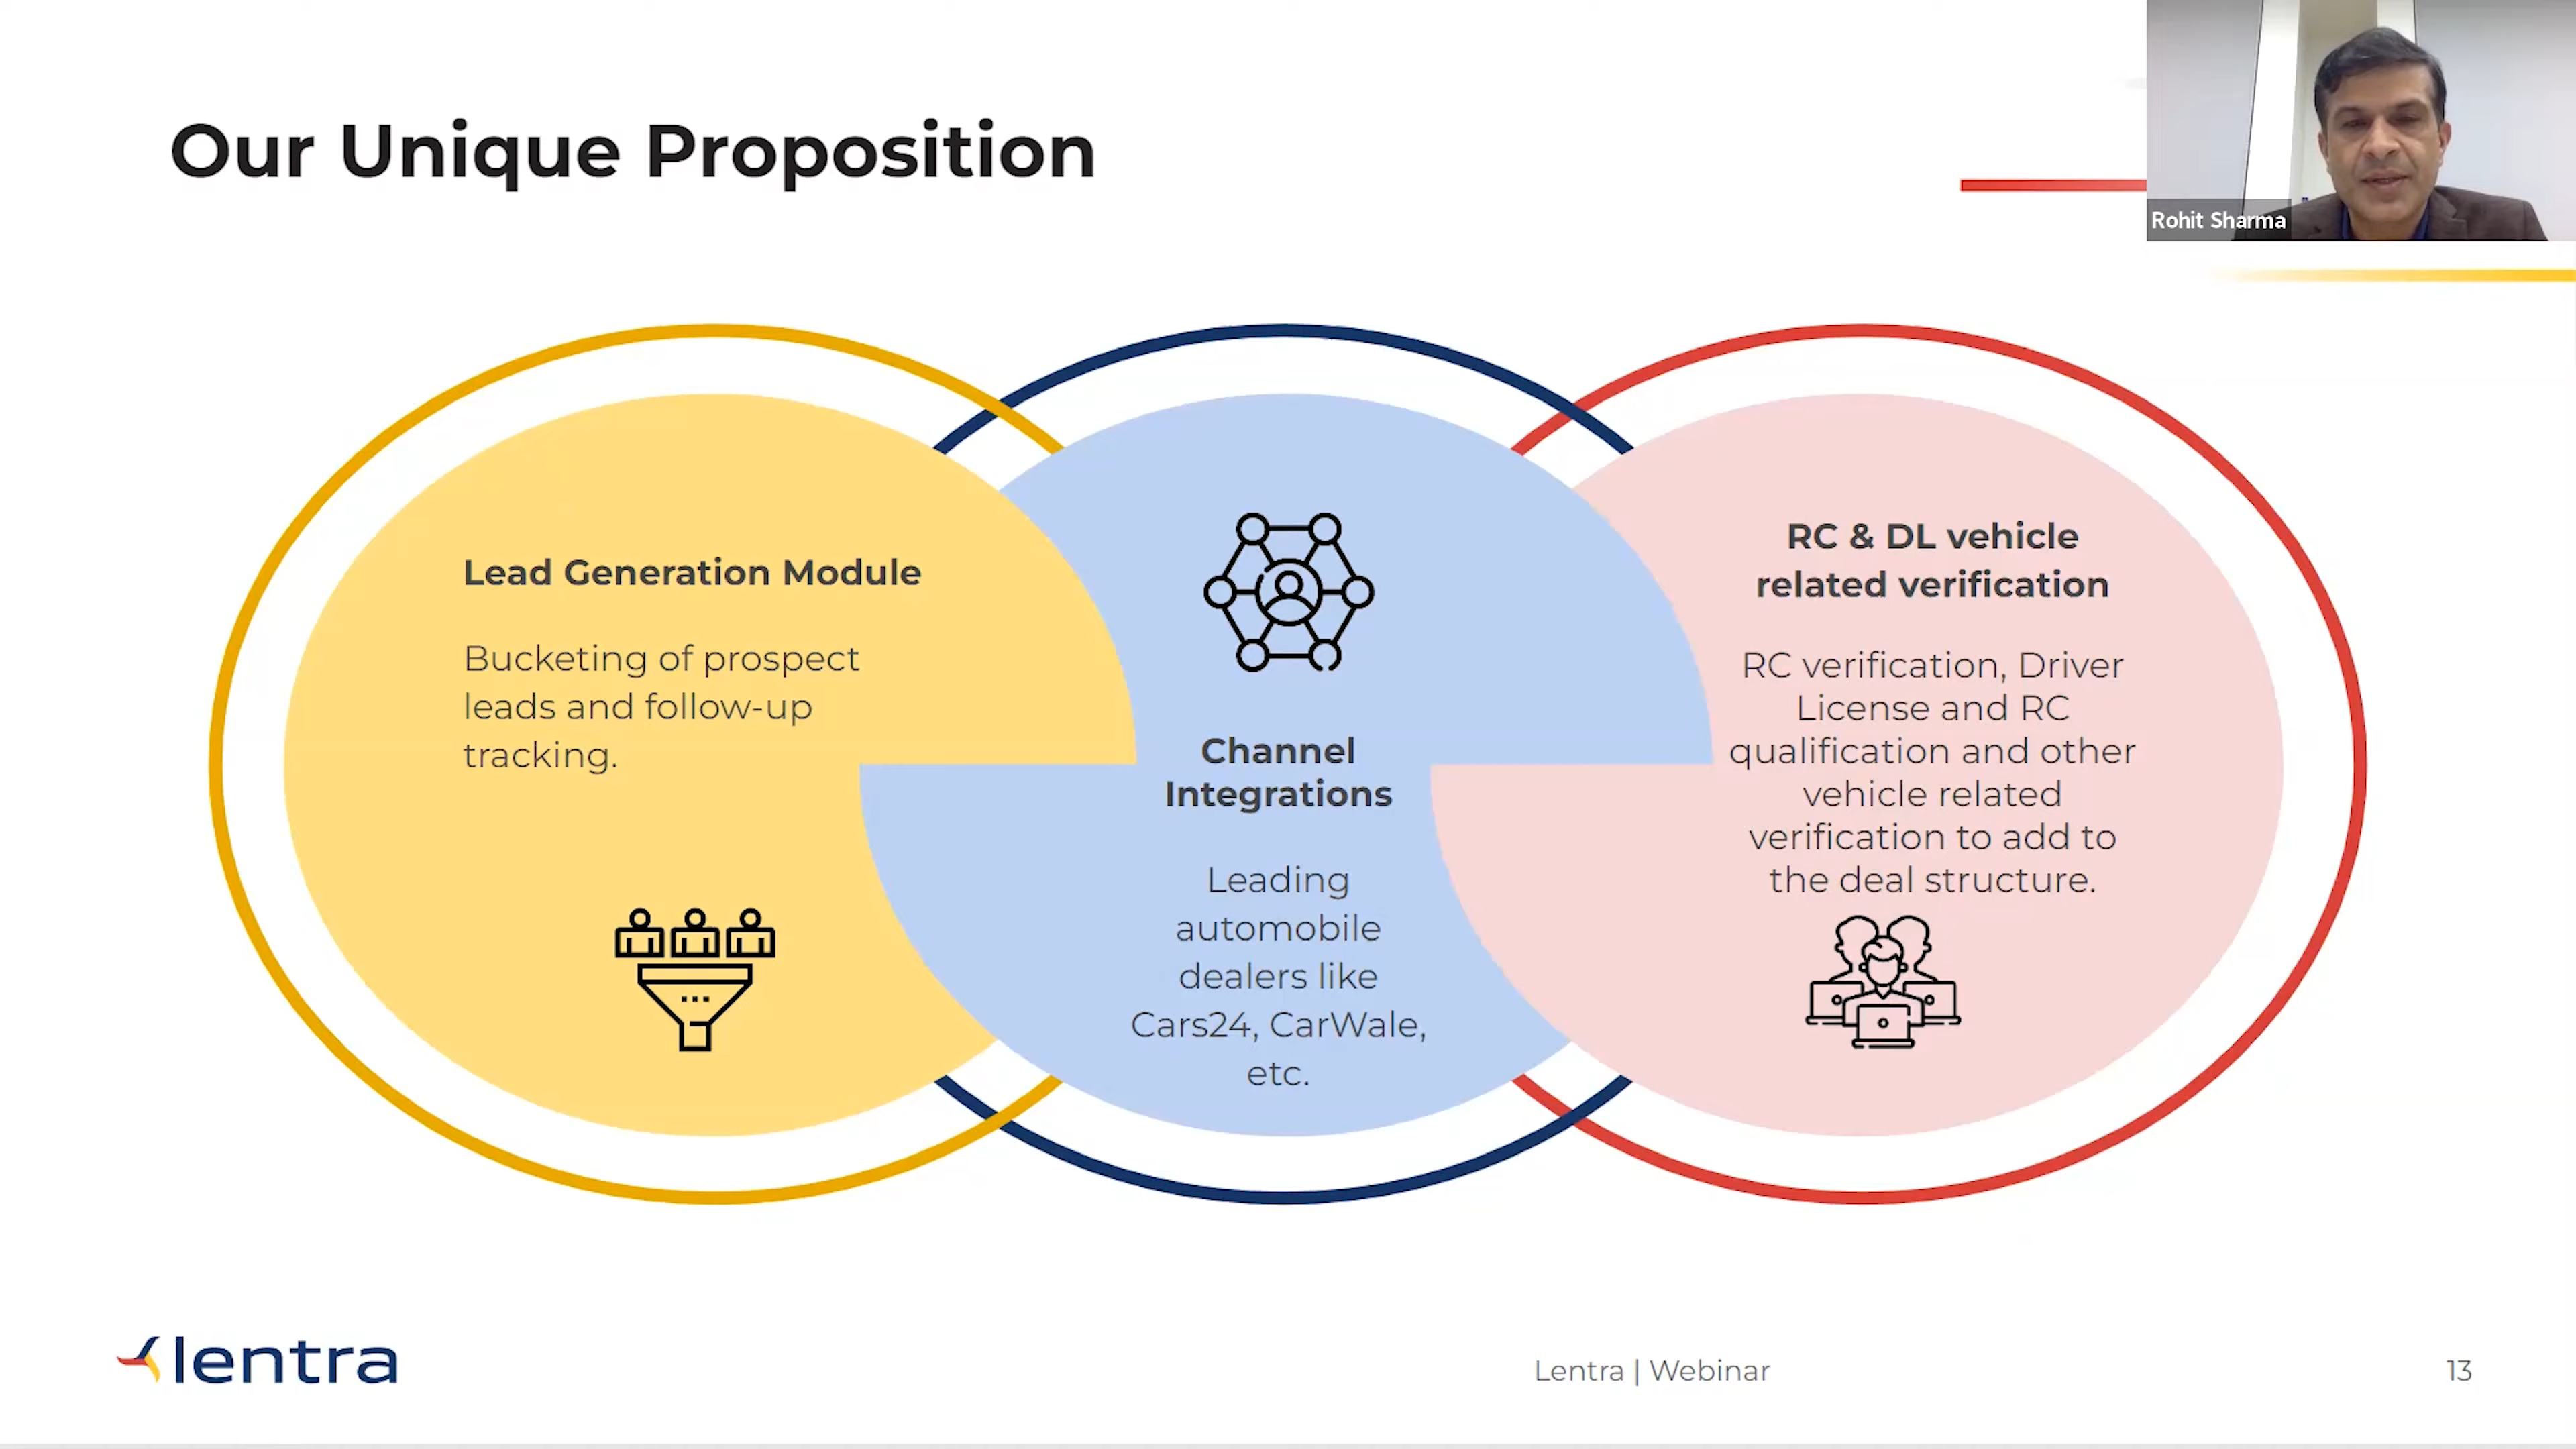 Our Unique Proposition
Rohit Sharma
Lead Generation Module
Bucketing of prospect
leads and follow-up
tracking.
Channel
Integrations
Leading
automobile
dealers like
Cars24, CarWale,
etc.
RC & DL vehicle
related verification
RC verification, Driver
License and RC
qualification and other
vehicle related
verification to add to
the deal structure.
lentra
Lentra | Webinar
13